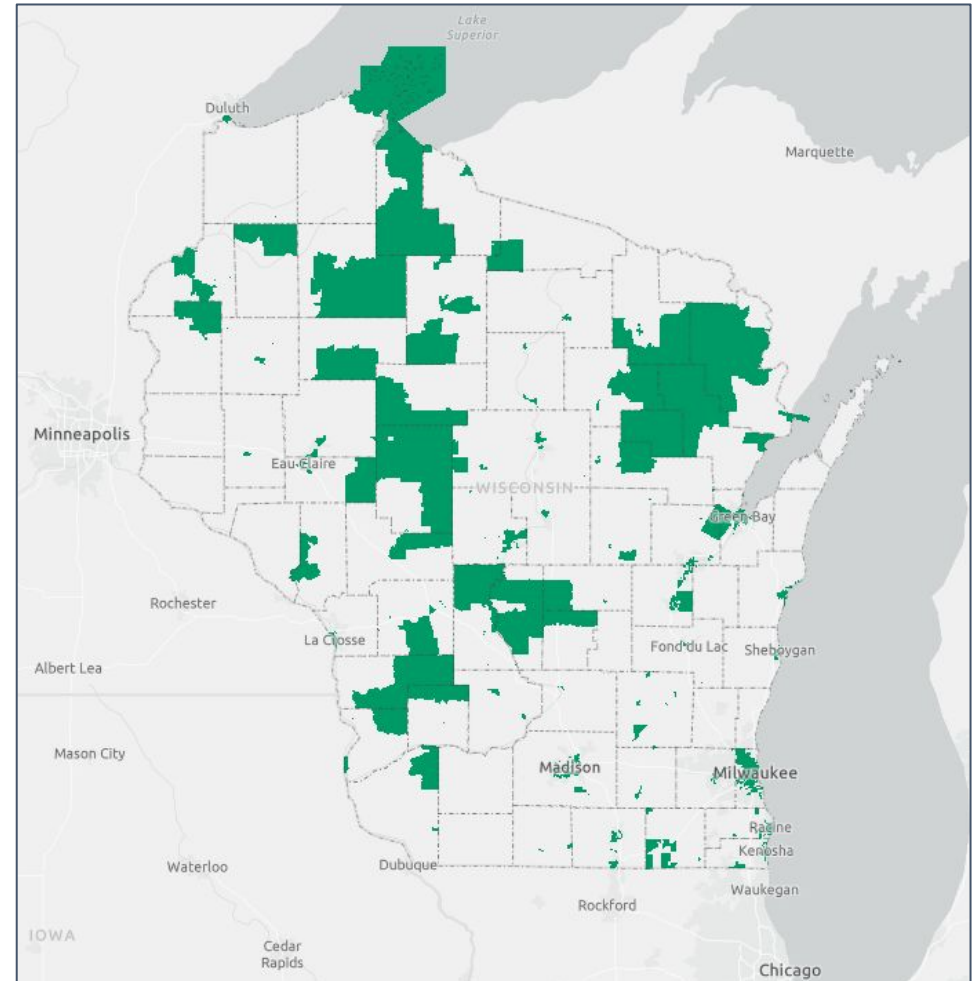 Lake
Superior
Duluth
Marquette
Minneapolis
Eau Claire
WISCONSIN
Green Bay
Rochester
La Crosse
Fond du Lac
Sheboygan
Albert Lea
Mason City
Madison
Milwaukee
Racine
Kenosha
Waterloo
Dubuque
Waukegan
Rockford
IOWA
Cedar
Rapids
Chicago